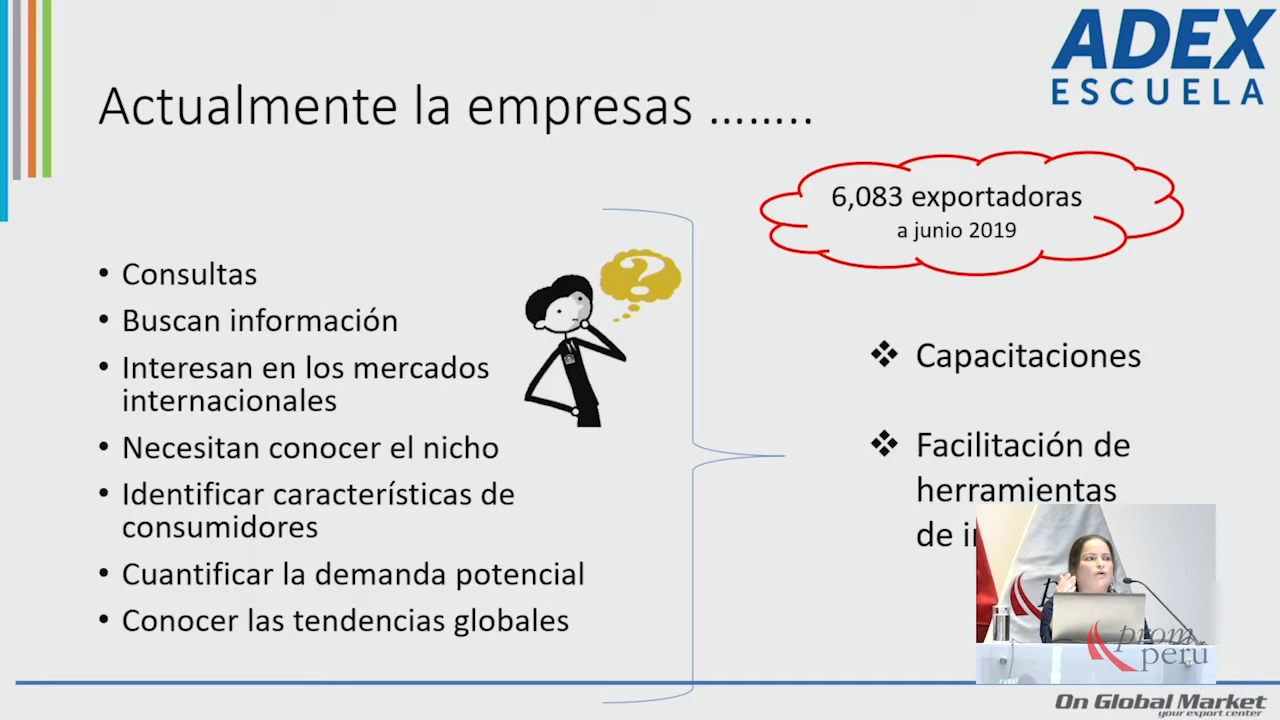 ADEX
ESCUELA
Actualmente la empresas ........
6,083 exportadoras
a junio 2019
?
• Consultas
• Buscan información
• Interesan en los mercados
internacionales
• Necesitan conocer el nicho
• Identificar características de
consumidores
• Cuantificar la demanda potencial
• Conocer las tendencias globales
❖ Capacitaciones
❖ Facilitación de
herramientas
de
prom
perú
On Global Market
your export center